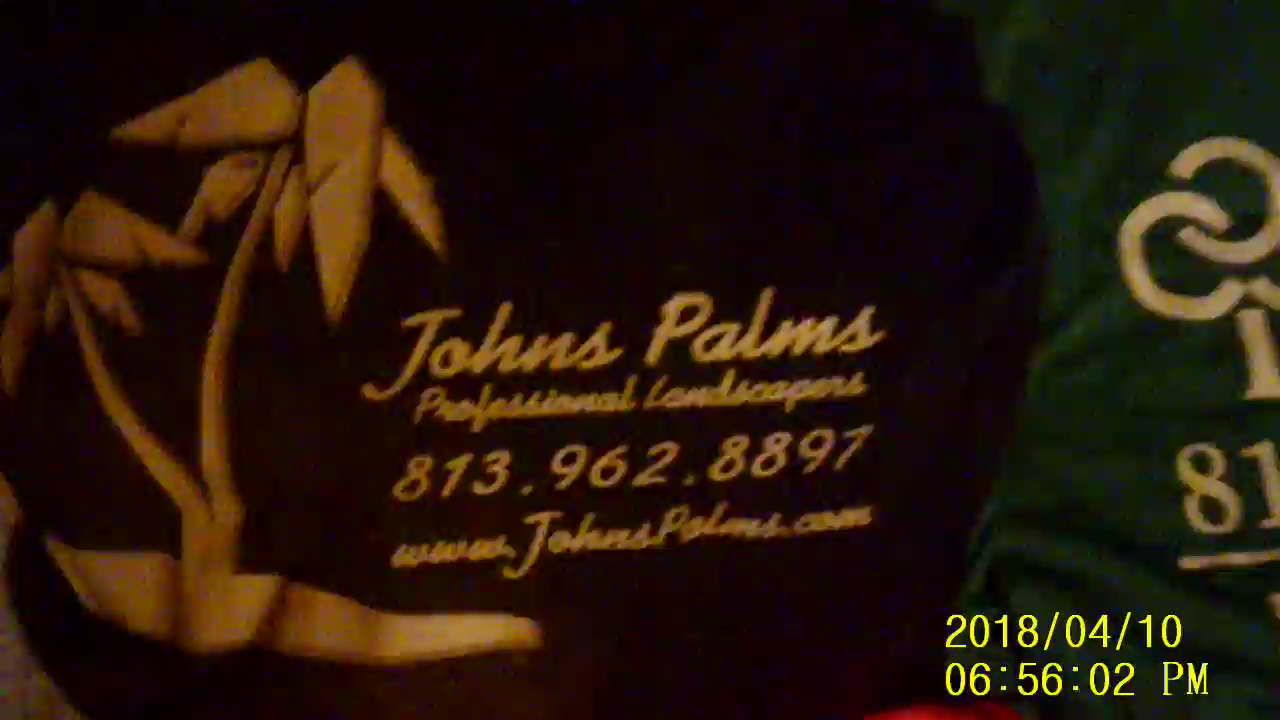 Johns Palms
Professional Landscapers
813.962.8897
www.JohnsPalms.com
81
2018/04/10
06:56:02 PM